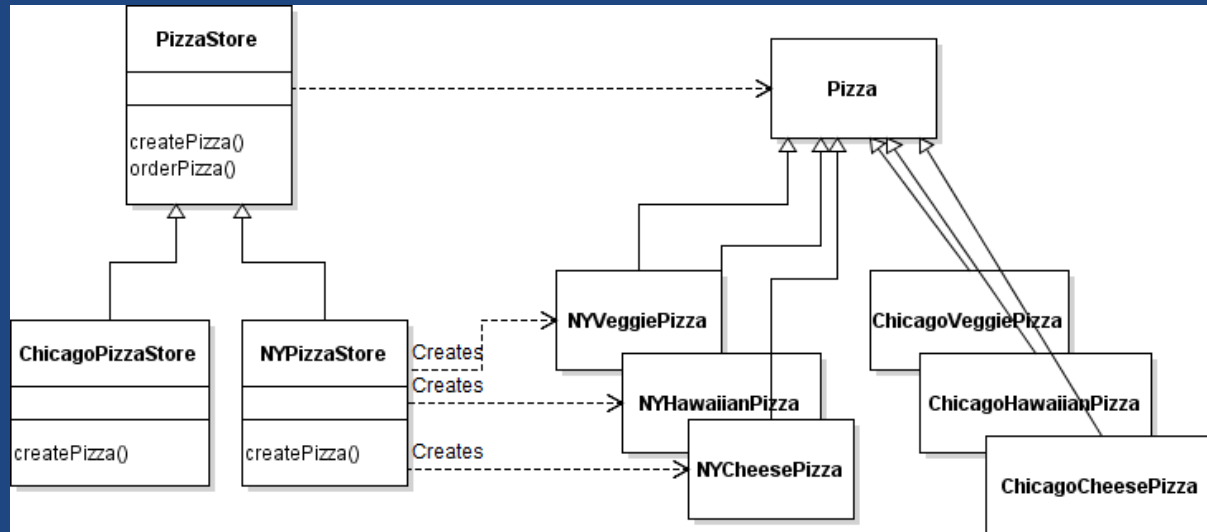 PizzaStore
createPizza()
orderPizza()
Pizza
ChicagoPizzaStore
createPizza()
NYPizzaStore
createPizza()
Creates
Creates
Creates
NYVeggiePizza
NYHawaiianPizza
NYCheesePizza
ChicagoVeggiePizza
ChicagoHawaiianPizza
ChicagoCheesePizza